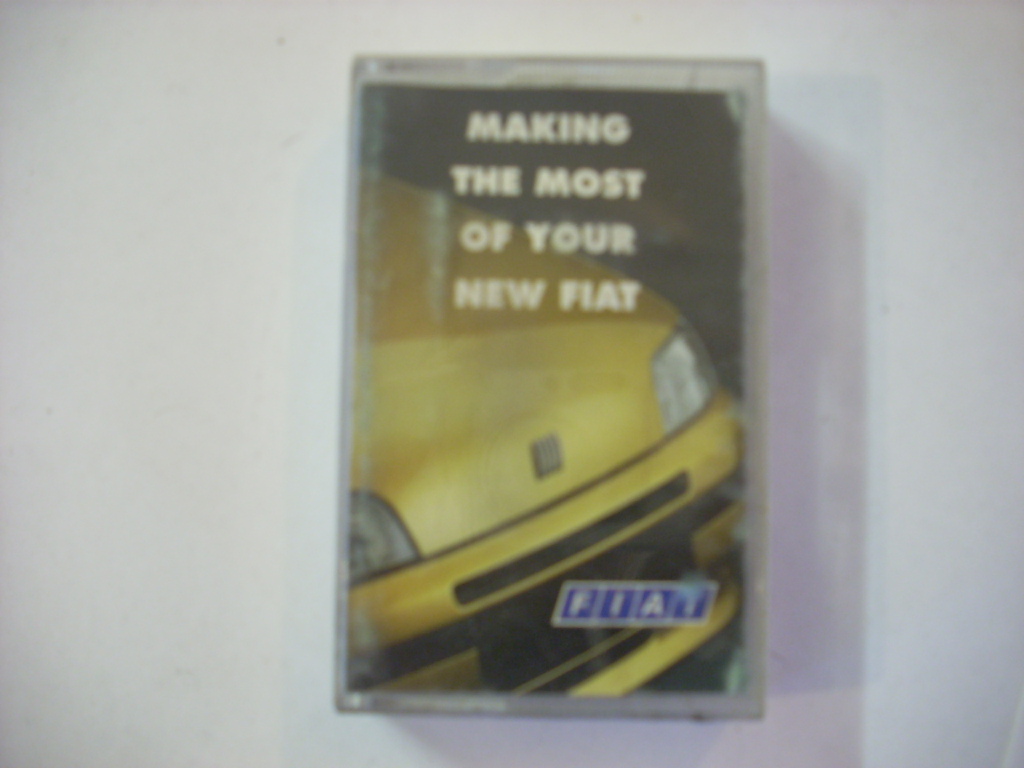 MAKING
THE MOST
OF YOUR
NEW FIAT
FIAT